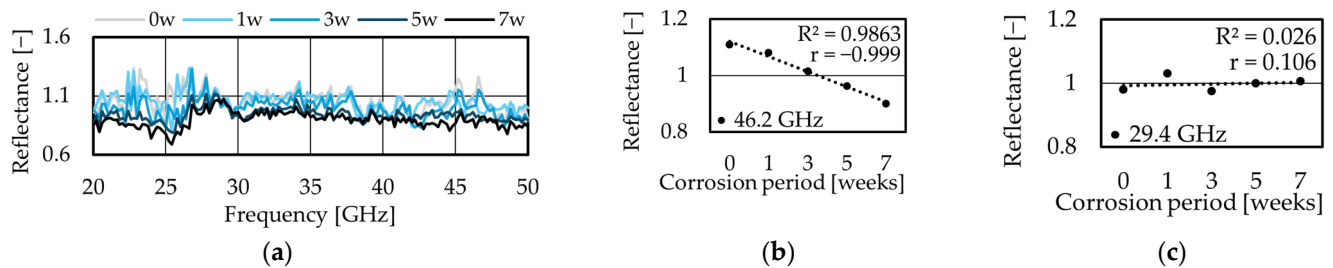 0w 1w 3w 5w 7w
Reflectance [–]
1.6
1.1
0.6
20 25 30 35 40 45 50
Frequency [GHz]
(a)
Reflectance [–]
1.2
1
0.8
R² = 0.9863
r = −0.999
46.2 GHz
0 1 3 5 7
Corrosion period [weeks]
(b)
Reflectance [–]
1.2
1
0.8
R² = 0.026
r = 0.106
29.4 GHz
0 1 3 5 7
Corrosion period [weeks]
(c)